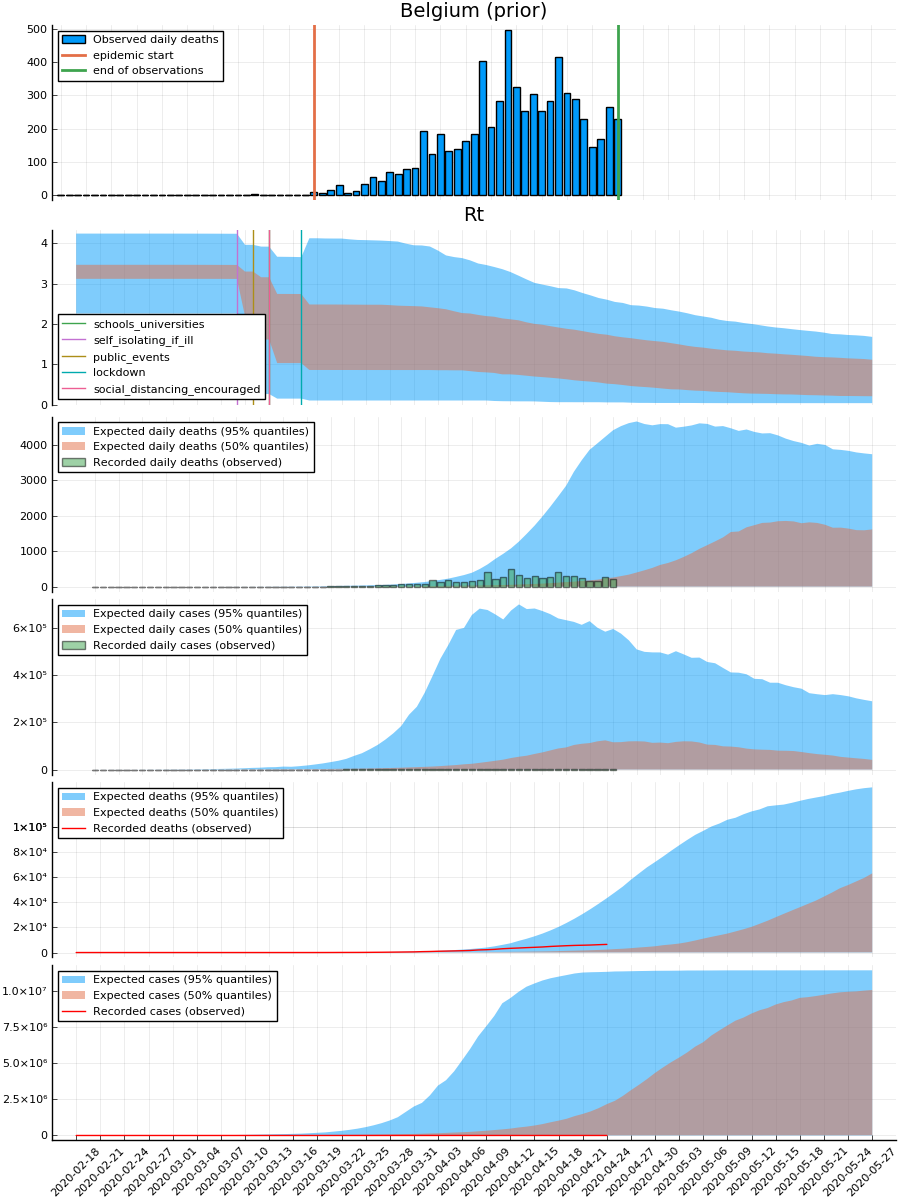 Belgium (prior)
500
400
300
200
100
0
Observed daily deaths
epidemic start
end of observations
Rt
4
3
2
1
0
schools_universities
self_isolating_if_ill
public_events
lockdown
social_distancing_encouraged
4000
3000
2000
1000
0
Expected daily deaths (95% quantiles)
Expected daily deaths (50% quantiles)
Recorded daily deaths (observed)
6×10⁵
4×10⁵
2×10⁵
0
Expected daily cases (95% quantiles)
Expected daily cases (50% quantiles)
Recorded daily cases (observed)
1×10⁵
8×10⁴
6×10⁴
4×10⁴
2×10⁴
0
Expected deaths (95% quantiles)
Expected deaths (50% quantiles)
Recorded deaths (observed)
1.0×10⁷
7.5×10⁶
5.0×10⁶
2.5×10⁶
0
Expected cases (95% quantiles)
Expected cases (50% quantiles)
Recorded cases (observed)
2020-02-18
2020-02-21
2020-02-24
2020-02-27
2020-03-01
2020-03-04
2020-03-07
2020-03-10
2020-03-13
2020-03-16
2020-03-19
2020-03-22
2020-03-25
2020-03-28
2020-03-31
2020-04-03
2020-04-06
2020-04-09
2020-04-12
2020-04-15
2020-04-18
2020-04-21
2020-04-24
2020-04-27
2020-04-30
2020-05-03
2020-05-06
2020-05-09
2020-05-12
2020-05-15
2020-05-18
2020-05-21
2020-05-24
2020-05-27